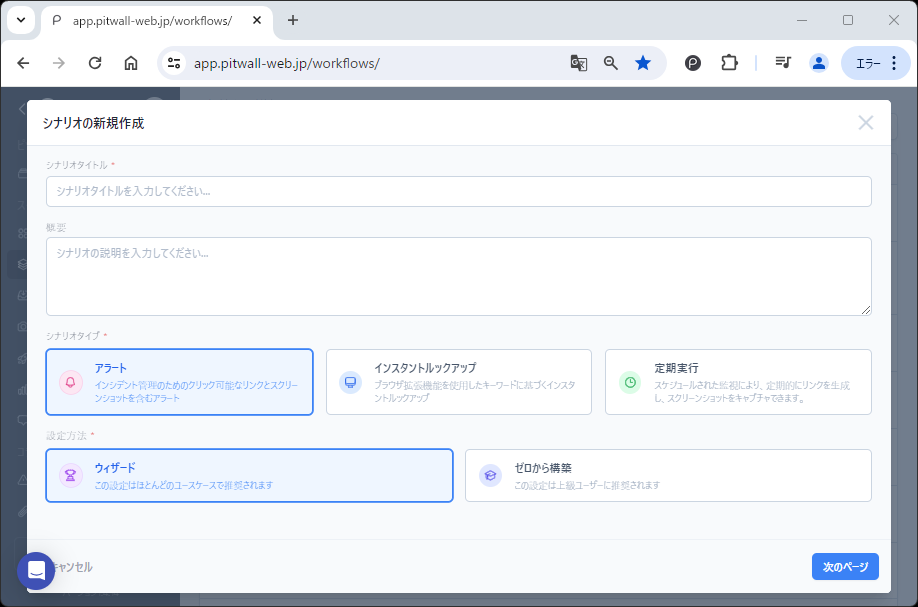 app.pitwall-web.jp/workflows/
app.pitwall-web.jp/workflows/
エラー
シナリオの新規作成
シナリオタイトル *
シナリオタイトルを入力してください...
概要
シナリオの説明を入力してください...
シナリオタイプ *
アラート
インシデント管理のためのクリック可能なリンクとスクリー
ンショットを含むアラート
インスタントルックアップ
ブラウザ拡張機能を使用したキーワードに基づくインスタ
ントルックアップ
定期実行
スケジュールされた監視により、定期的にリンクを生成
し、スクリーンショットをキャプチャできます。
設定方法 *
ウィザード
この設定はほとんどのユースケースで推奨されます
ゼロから構築
この設定は上級ユーザーに推奨されます
ャンセル
次のページ